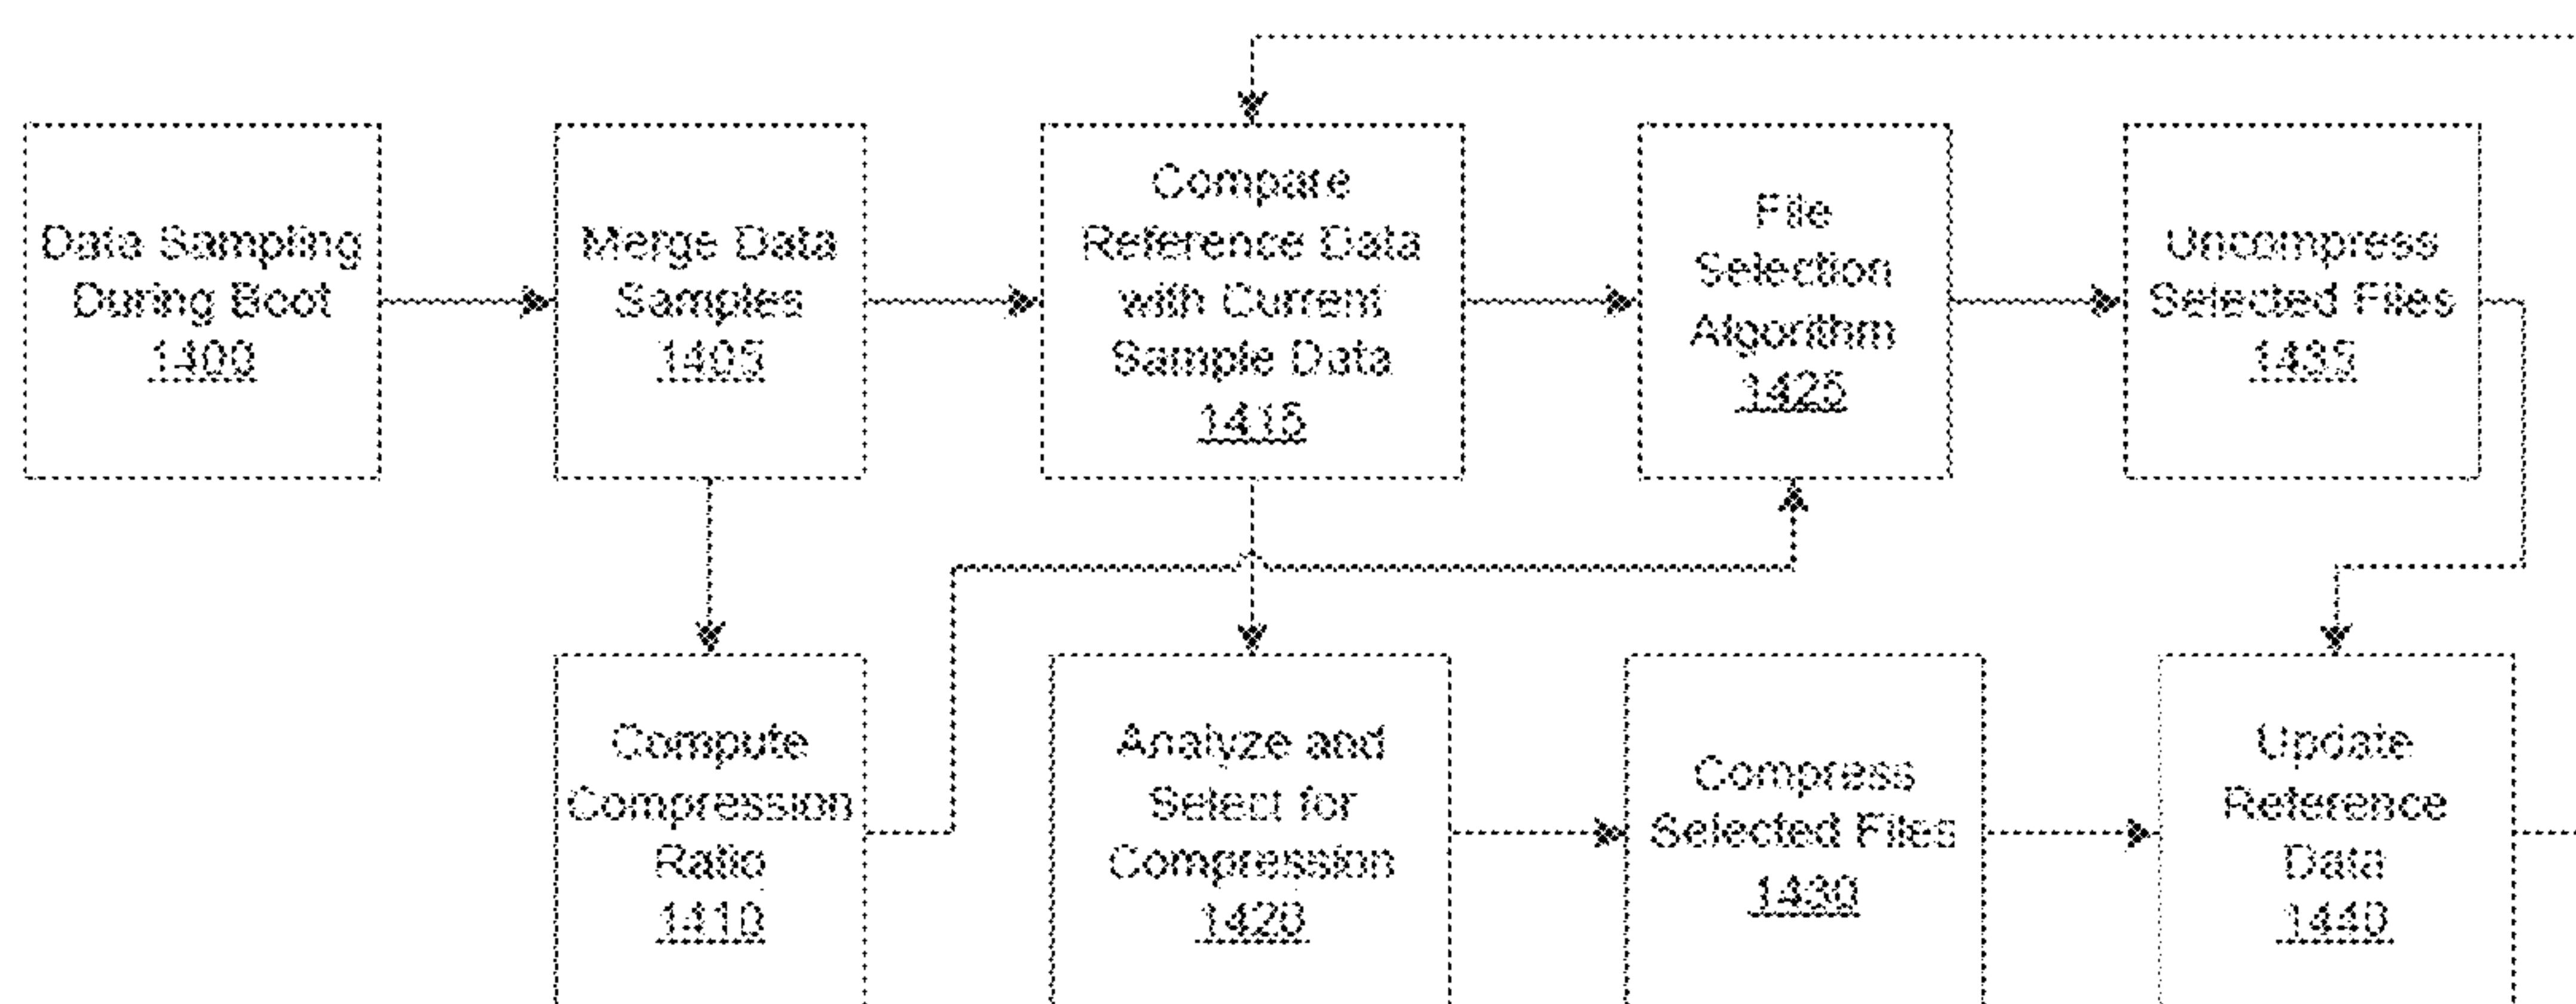 Data Sampling
During Boot
1400
Merge Data
Samples
1405
Compare
Reference Data
with Current
Sample Data
1415
File
Selection
Algorithm
1425
Uncompress
Selected Files
1435
Compute
Compression
Ratio
1410
Analyze and
Select for
Compression
1420
Compress
Selected Files
1430
Update
Reference
Data
1440